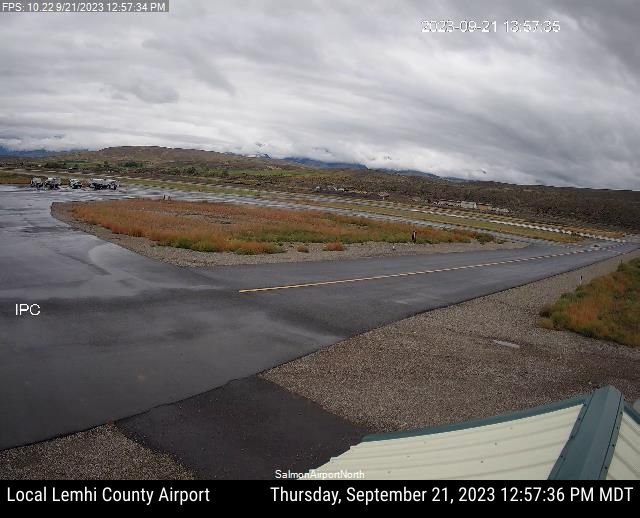 FPS: 10.22 9/21/2023 12:57:34 PM
2023-09-21 13:57:35
IPC
SalmonAirportNorth
Local Lemhi County Airport Thursday, September 21, 2023 12:57:36 PM MDT